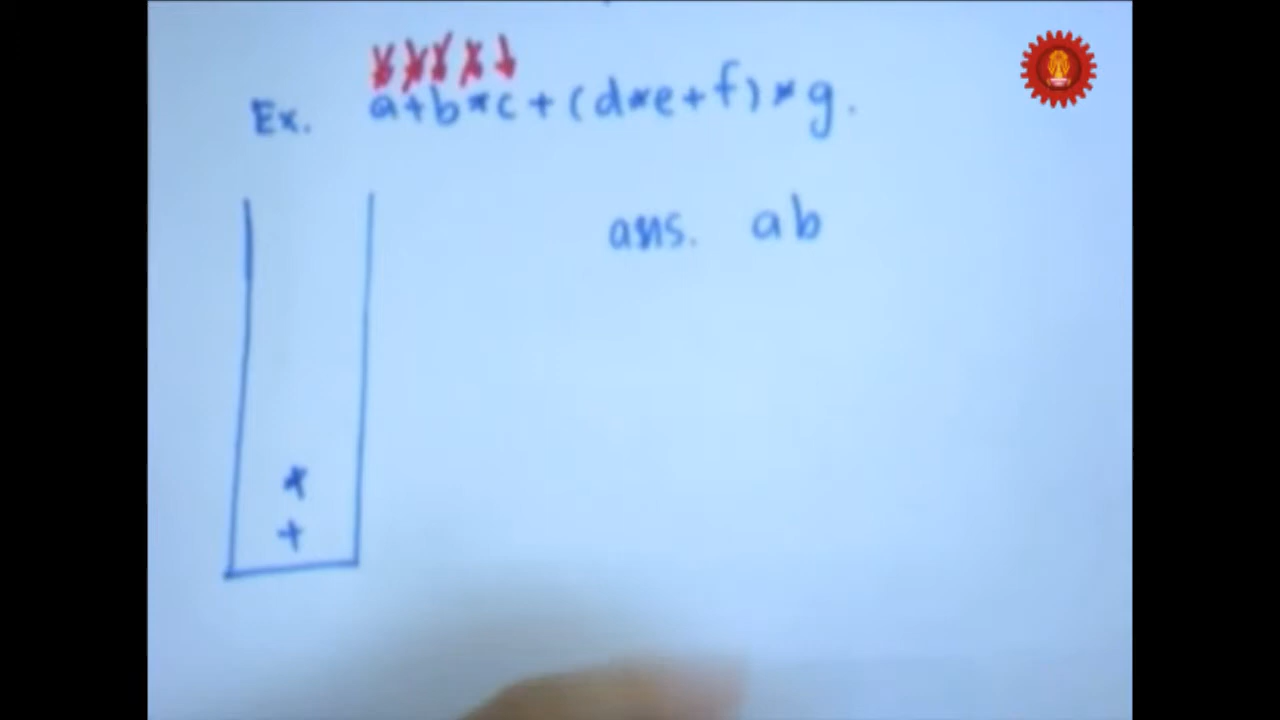 Ex. a+b*c+(d*e+f)*g.
ans. ab
*
+